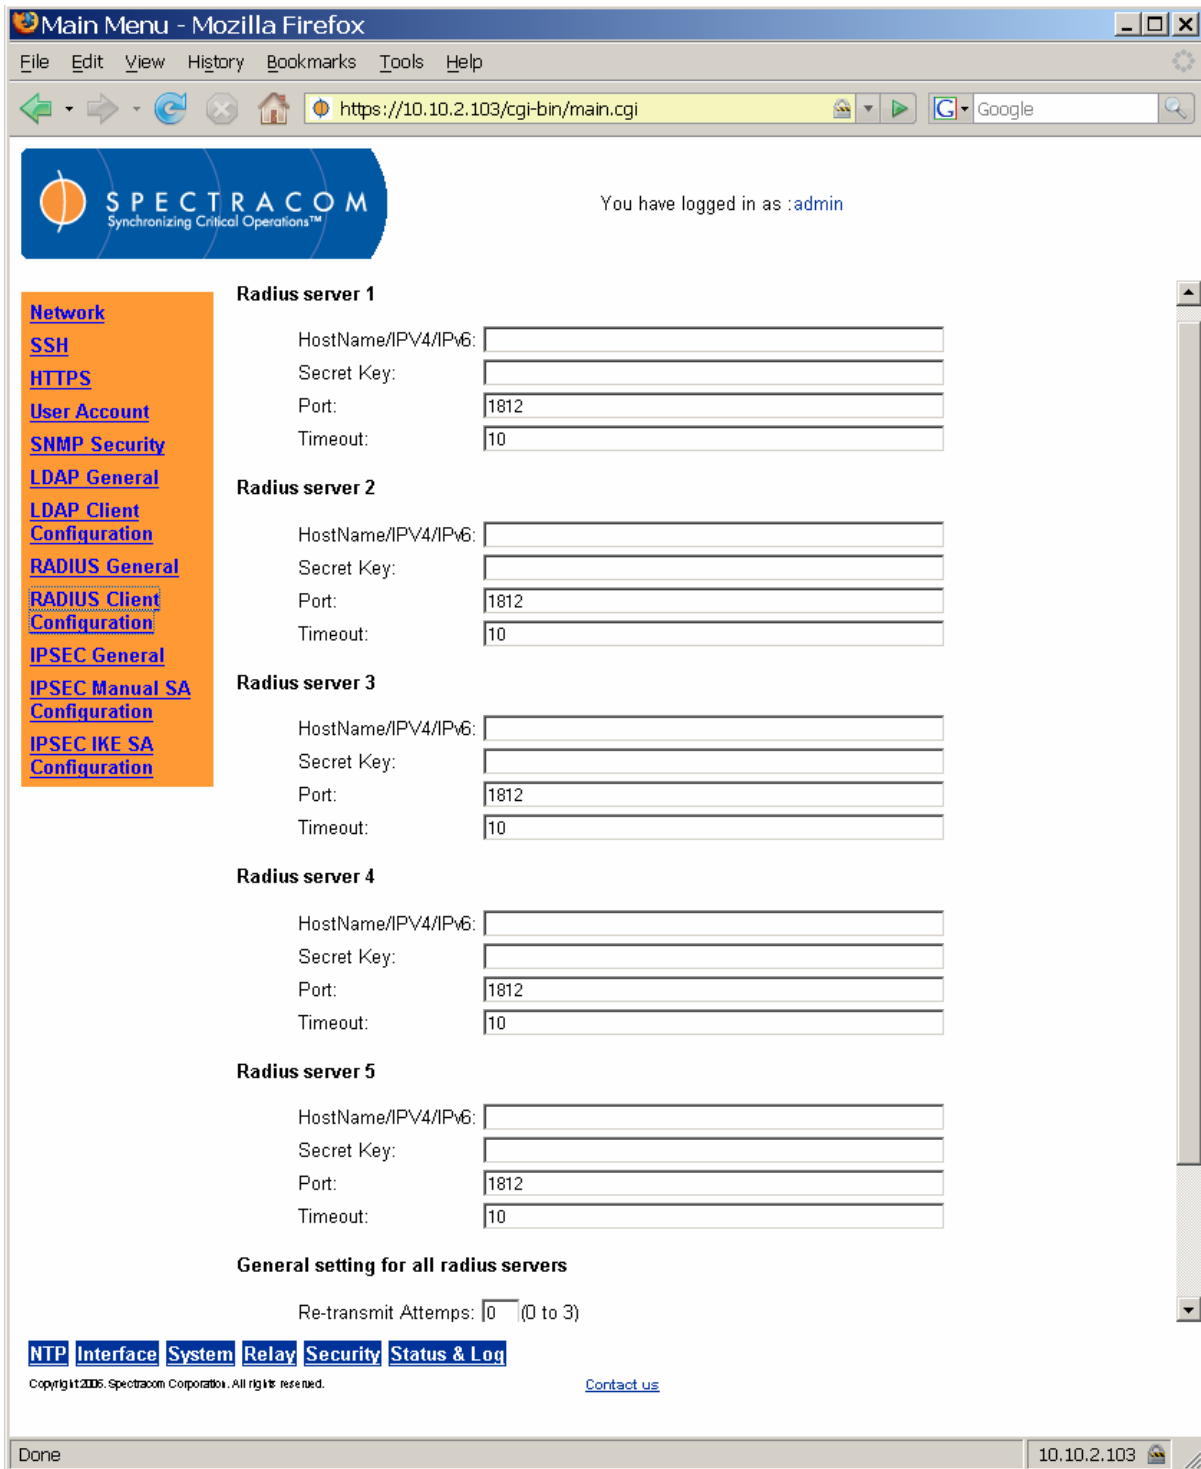 Main Menu - Mozilla Firefox
File Edit View History Bookmarks Tools Help
https://10.10.2.103/cgi-bin/main.cgi G Google
SPECTRACOM
Synchronizing Critical Operations™
You have logged in as :admin
Network
SSH
HTTPS
User Account
SNMP Security
LDAP General
LDAP Client
Configuration
RADIUS General
RADIUS Client
Configuration
IPSEC General
IPSEC Manual SA
Configuration
IPSEC IKE SA
Configuration
Radius server 1
HostName/IPV4/IPv6:
Secret Key:
Port: 1812
Timeout: 10
Radius server 2
HostName/IPV4/IPv6:
Secret Key:
Port: 1812
Timeout: 10
Radius server 3
HostName/IPV4/IPv6:
Secret Key:
Port: 1812
Timeout: 10
Radius server 4
HostName/IPV4/IPv6:
Secret Key:
Port: 1812
Timeout: 10
Radius server 5
HostName/IPV4/IPv6:
Secret Key:
Port: 1812
Timeout: 10
General setting for all radius servers
Re-transmit Attemps: 0 (0 to 3)
NTP Interface System Relay Security Status & Log
Copyright 2006. Spectracom Corporation. All rights reserved.
Contact us
Done 10.10.2.103